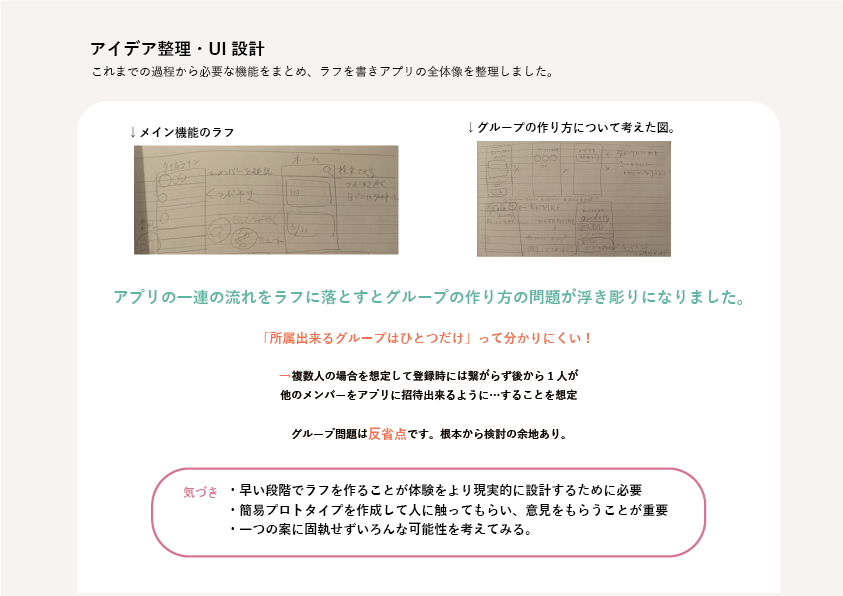 アイデア整理・UI 設計
これまでの過程から必要な機能をまとめ、ラフを書きアプリの全体像を整理しました。
↓メイン機能のラフ
↓グループの作り方について考えた図。
タイムライン
ホーム
アプリの一連の流れをラフに落とすとグループの作り方の問題が浮き彫りになりました。
「所属出来るグループはひとつだけ」って分かりにくい！
→複数人の場合を想定して登録時には繋がらず後から 1 人が
他のメンバーをアプリに招待出来るように…することを想定
グループ問題は反省点です。根本から検討の余地あり。
気づき
・早い段階でラフを作ることが体験をより現実的に設計するために必要
・簡易プロトタイプを作成して人に触ってもらい、意見をもらうことが重要
・一つの案に固執せずいろんな可能性を考えてみる。